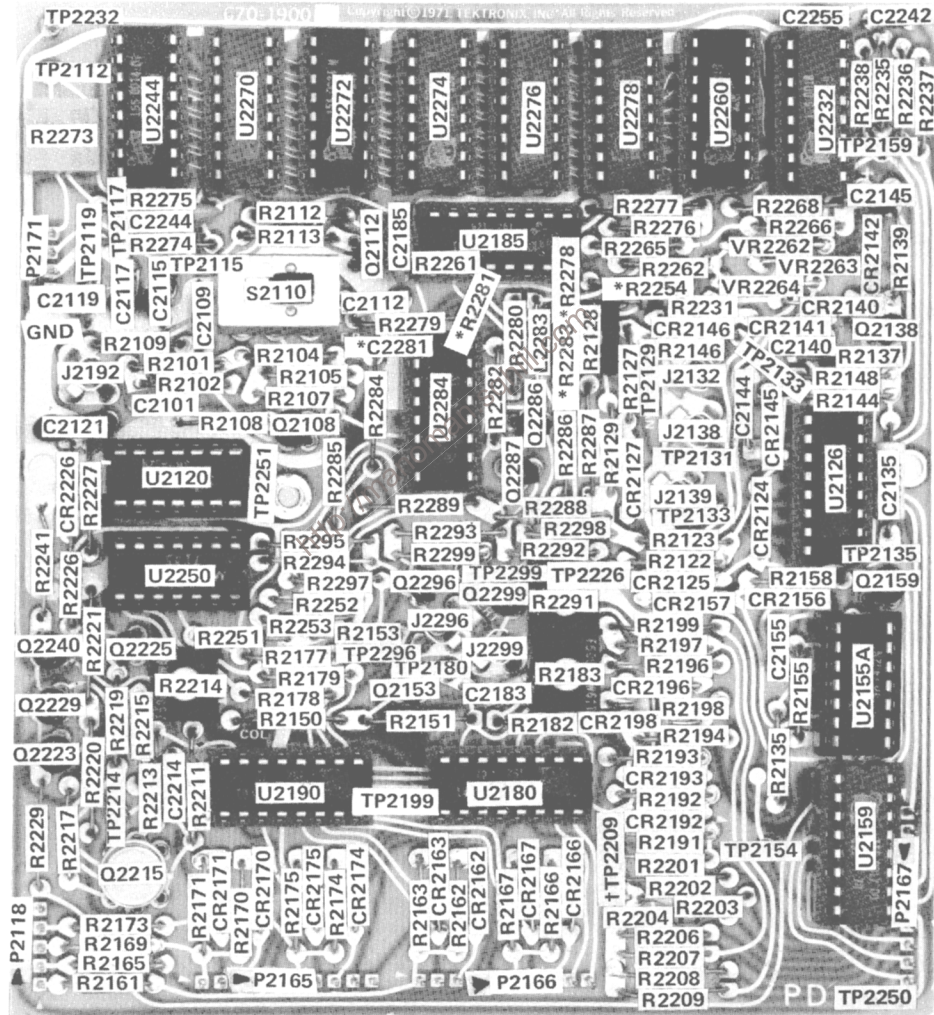 670-1900 Copyright©1971 TEKTRONIX INC All Rights Reserved
TP2232
C2255
C2242
TP2112
U2244
U2270
U2272
U2274
U2276
U2278
U2260
U2232
R2238
R2235
R2236
R2237
R2273
TP2159
P2171
TP2119
TP2117
R2275
C2244
R2274
R2112
R2113
Q2112
C2185
U2185
R2261
R2277
R2276
R2265
R2268
R2266
VR2262
C2145
CR2142
R2139
C2119
C2117
C2115
TP2115
C2109
S2110
C2112
R2279
*C2281
*R2281
R2280
L2283
*R2278
*R2283
R2128
R2262
*R2254
VR2263
VR2264
R2231
CR2146
R2146
CR2140
CR2141
C2140
Q2138
R2137
GND
R2109
R2101
R2102
J2192
C2101
R2104
R2105
R2107
R2284
U2284
R2282
Q2286
R2127
TP2129
J2132
TP2133
R2148
R2144
C2121
R2108
Q2108
R2285
Q2287
R2286
R2287
R2129
CR2127
J2138
TP2131
C2144
CR2145
U2126
C2135
CR2226
R2227
U2120
TP2251
R2289
R2288
J2139
TP2133
CR2124
R2241
R2226
U2250
R2295
R2294
R2293
R2299
R2298
R2292
R2123
R2122
TP2135
R2297
Q2296
TP2299
TP2226
CR2125
R2158
Q2159
R2252
Q2299
R2291
CR2157
CR2156
R2221
R2253
J2296
R2199
C2155
Q2240
Q2225
R2251
R2153
TP2296
J2299
R2197
R2177
TP2180
R2183
R2196
R2155
U2155A
R2214
R2179
Q2153
C2183
CR2196
Q2229
R2219
R2215
R2178
R2198
R2150
R2151
R2182
CR2198
R2194
COL
Q2223
R2220
TP2214
R2213
C2214
R2211
R2193
R2135
U2190
TP2199
U2180
CR2193
R2192
U2159
R2229
R2217
CR2192
TP2209
R2191
TP2154
P2167
Q2215
R2171
CR2171
R2170
CR2170
R2175
CR2175
R2174
CR2174
R2163
CR2163
R2162
CR2162
R2167
CR2167
R2166
CR2166
†
R2201
R2202
R2203
P2118
R2173
R2169
R2165
R2161
P2165
P2166
R2204
R2206
R2207
R2208
R2209
PD
TP2250